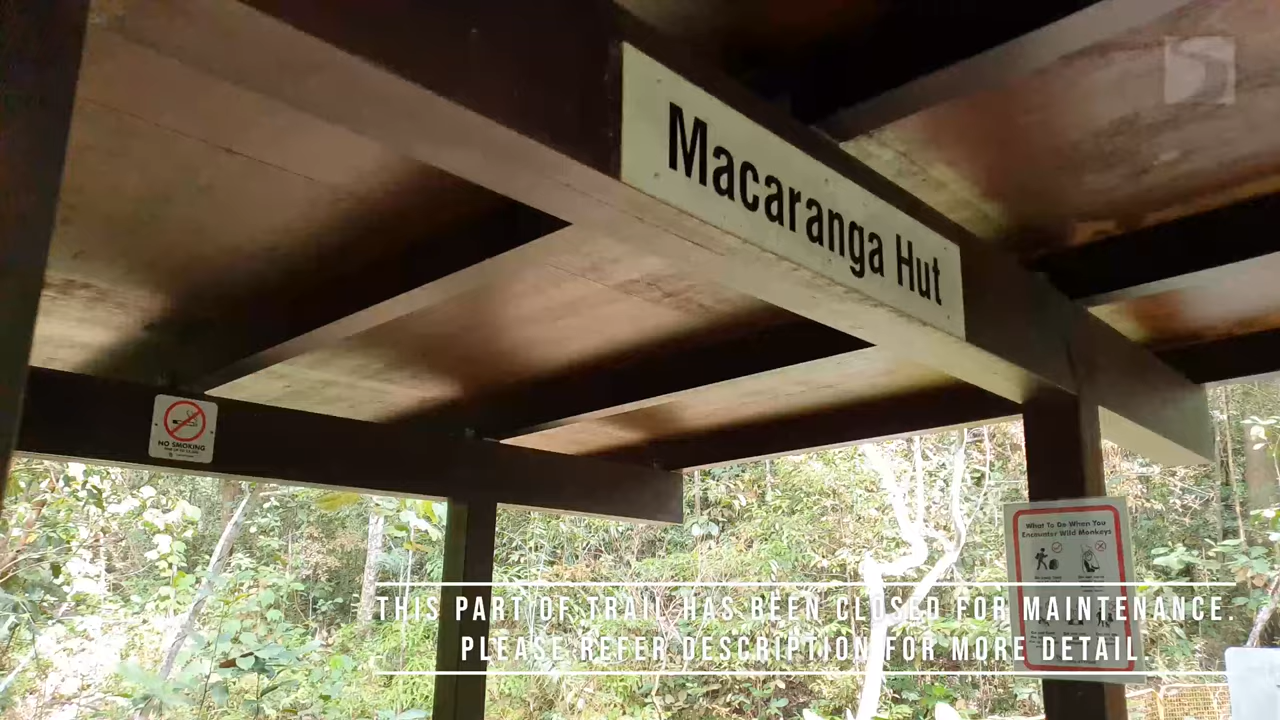 Macaranga Hut
NO SMOKING
What To Do When You
Encounter Wild Monkeys
THIS PART OF TRAIL HAS BEEN CLOSED FOR MAINTENANCE.
PLEASE REFER DESCRIPTION FOR MORE DETAIL